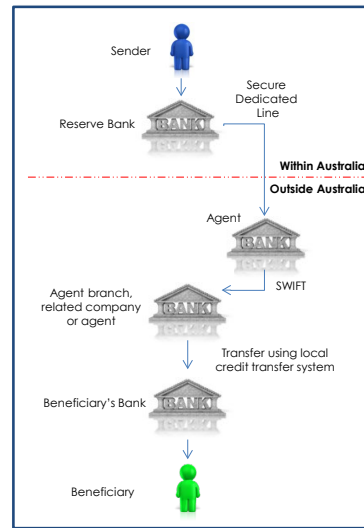 Sender
Secure
Dedicated
Line
Reserve Bank
BANK
Within Australia
Outside Australia
Agent
BANK
SWIFT
Agent branch,
related company
or agent
BANK
Transfer using local
credit transfer system
Beneficiary's Bank
BANK
Beneficiary